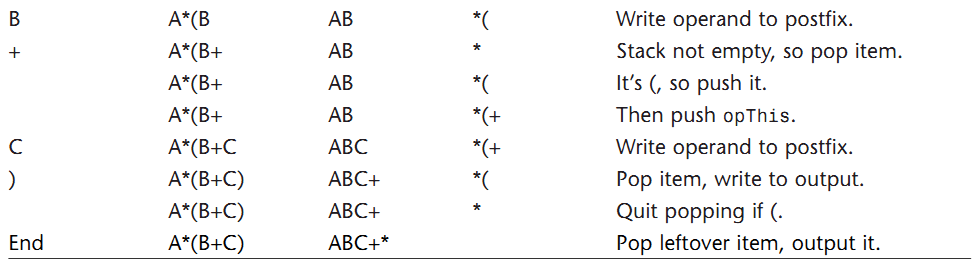 B A*(B AB *( Write operand to postfix.
+ A*(B+ AB * Stack not empty, so pop item.
A*(B+ AB *( It's (, so push it.
A*(B+ AB *(+ Then push opThis.
C A*(B+C ABC *(+ Write operand to postfix.
) A*(B+C) ABC+ *( Pop item, write to output.
A*(B+C) ABC+ * Quit popping if (.
End A*(B+C) ABC+* Pop leftover item, output it.